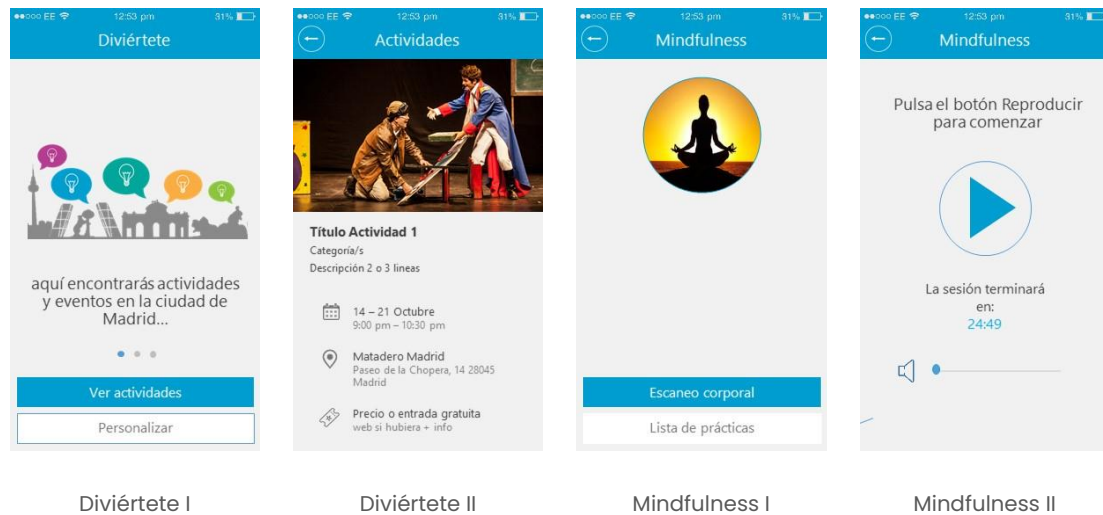 EE 12:53 pm 31%
Diviértete
aquí encontrarás actividades
y eventos en la ciudad de
Madrid...
Ver actividades
Personalizar
Diviértete I
EE 12:53 pm 31%
Actividades
Título Actividad 1
Categoría/s
Descripción 2 o 3 lineas
14 – 21 Octubre
9:00 pm – 10:30 pm
Matadero Madrid
Paseo de la Chopera, 14 28045
Madrid
Precio o entrada gratuita
web si hubiera + info
Diviértete II
EE 12:53 pm 31%
Mindfulness
Escaneo corporal
Lista de prácticas
Mindfulness I
EE 12:53 pm 31%
Mindfulness
Pulsa el botón Reproducir
para comenzar
La sesión terminará
en:
24:49
Mindfulness II